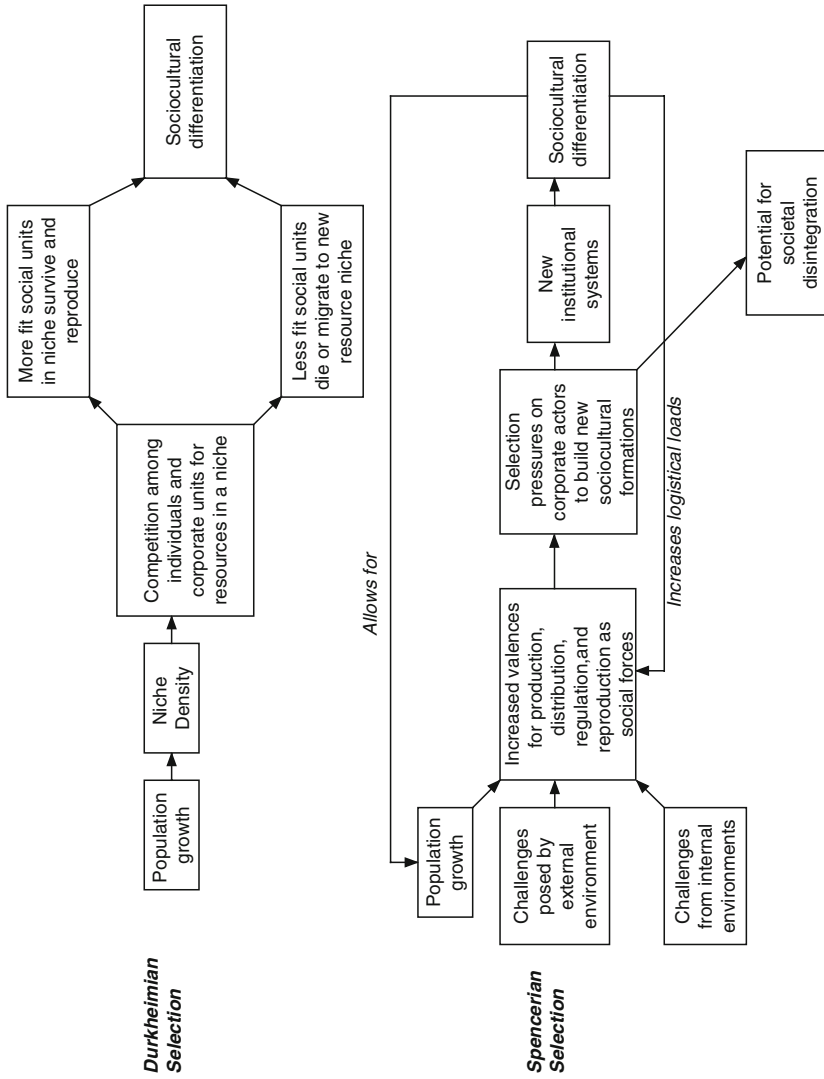 Durkheimian
Selection
Population
growth
Niche
Density
Competition among
individuals and
corporate units for
resources in a niche
More fit social units
in niche survive and
reproduce
Less fit social units
die or migrate to new
resource niche
Sociocultural
differentiation
Spencerian
Selection
Allows for
Population
growth
Challenges
posed by
external
environment
Challenges
from internal
environments
Increased valences
for production,
distribution,
regulation,and
reproduction as
social forces
Selection
pressures on
corporate actors
to build new
sociocultural
formations
New
institutional
systems
Sociocultural
differentiation
Increases logistical loads
Potential for
societal
disintegration